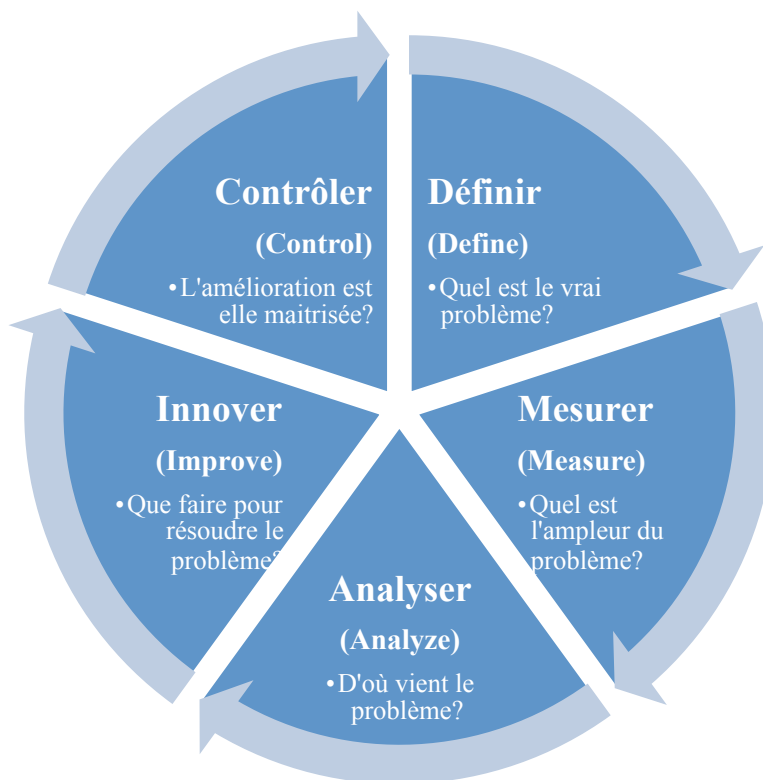 Définir
(Define)
•Quel est le vrai
problème?
Mesurer
(Measure)
•Quel est
l'ampleur du
problème?
Analyser
(Analyze)
•D'où vient le
problème?
Innover
(Improve)
•Que faire pour
résoudre le
problème?
Contrôler
(Control)
•L'amélioration est
elle maitrisée?